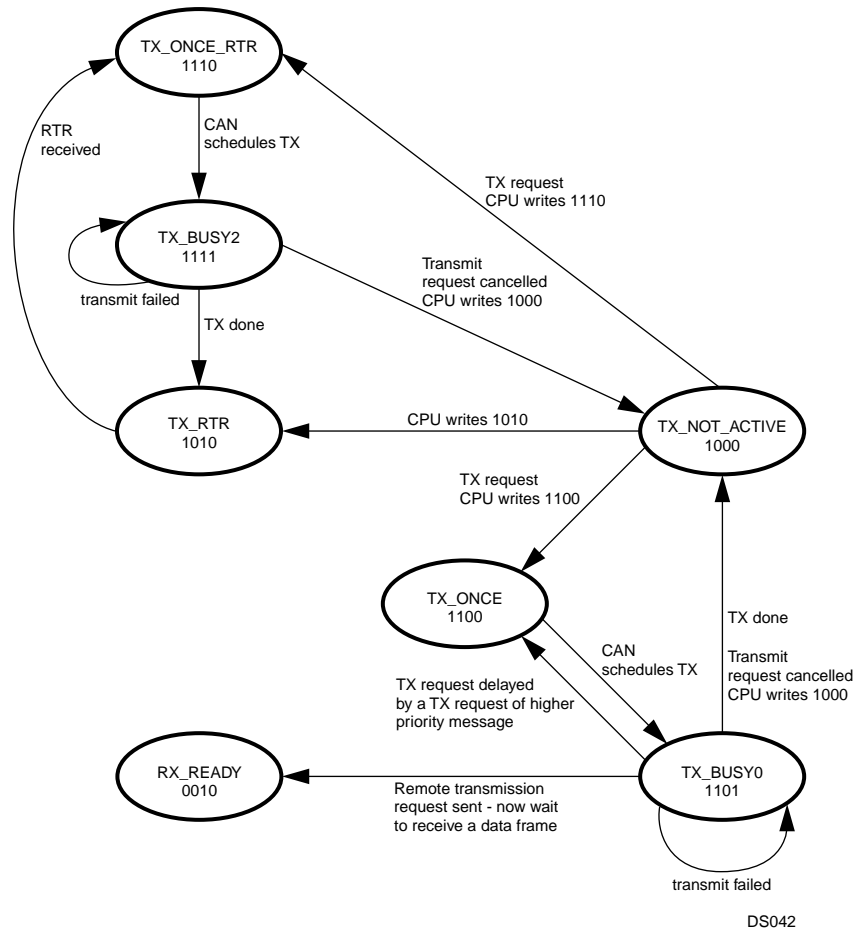 TX_ONCE_RTR
1110
RTR
received
CAN
schedules TX
TX request
CPU writes 1110
TX_BUSY2
1111
transmit failed
Transmit
request cancelled
CPU writes 1000
TX done
TX_RTR
1010
CPU writes 1010
TX_NOT_ACTIVE
1000
TX request
CPU writes 1100
TX_ONCE
1100
CAN
schedules TX
TX done
Transmit
request cancelled
CPU writes 1000
TX request delayed
by a TX request of higher
priority message
RX_READY
0010
Remote transmission
request sent - now wait
to receive a data frame
TX_BUSY0
1101
transmit failed
DS042